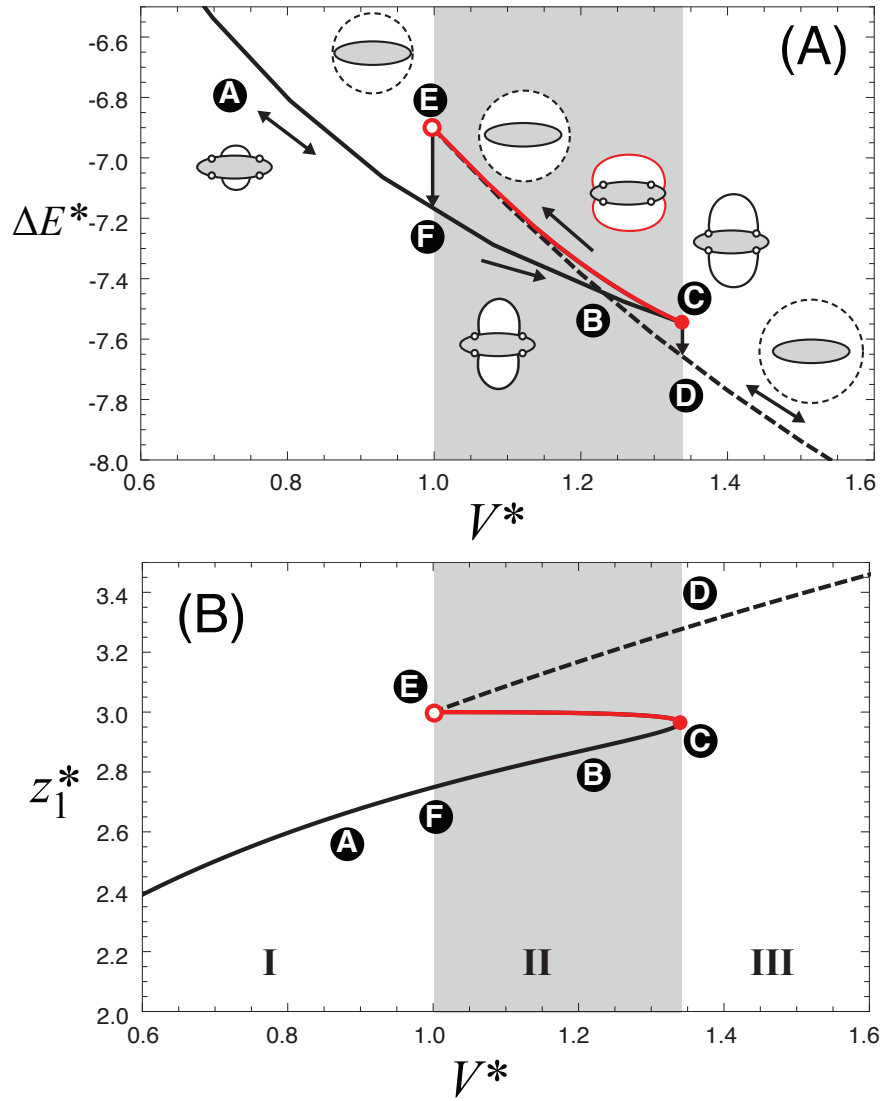 (A)
-6.6
-6.8
-7.0
-7.2
-7.4
-7.6
-7.8
-8.0
ΔE*
A
E
F
B
C
D
0.6 0.8 1.0 1.2 1.4 1.6
V*
(B)
3.4
3.2
3.0
2.8
2.6
2.4
2.2
2.0
z₁*
D
E
C
B
F
A
I II III
0.6 0.8 1.0 1.2 1.4 1.6
V*